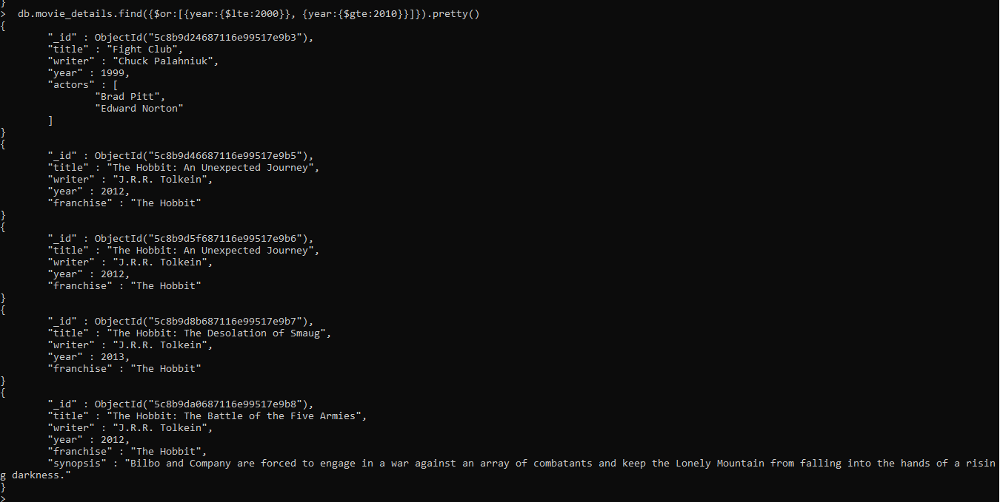 }
>  db.movie_details.find({$or:[{year:{$lte:2000}}, {year:{$gte:2010}}]}).pretty()
{
        "_id" : ObjectId("5c8b9d24687116e99517e9b3"),
        "title" : "Fight Club",
        "writer" : "Chuck Palahniuk",
        "year" : 1999,
        "actors" : [
                "Brad Pitt",
                "Edward Norton"
        ]
}
{
        "_id" : ObjectId("5c8b9d46687116e99517e9b5"),
        "title" : "The Hobbit: An Unexpected Journey",
        "writer" : "J.R.R. Tolkein",
        "year" : 2012,
        "franchise" : "The Hobbit"
}
{
        "_id" : ObjectId("5c8b9d5f687116e99517e9b6"),
        "title" : "The Hobbit: An Unexpected Journey",
        "writer" : "J.R.R. Tolkein",
        "year" : 2012,
        "franchise" : "The Hobbit"
}
{
        "_id" : ObjectId("5c8b9d8b687116e99517e9b7"),
        "title" : "The Hobbit: The Desolation of Smaug",
        "writer" : "J.R.R. Tolkein",
        "year" : 2013,
        "franchise" : "The Hobbit"
}
{
        "_id" : ObjectId("5c8b9da0687116e99517e9b8"),
        "title" : "The Hobbit: The Battle of the Five Armies",
        "writer" : "J.R.R. Tolkein",
        "year" : 2012,
        "franchise" : "The Hobbit",
        "synopsis" : "Bilbo and Company are forced to engage in a war against an array of combatants and keep the Lonely Mountain from falling into the hands of a risin
g darkness."
}
>